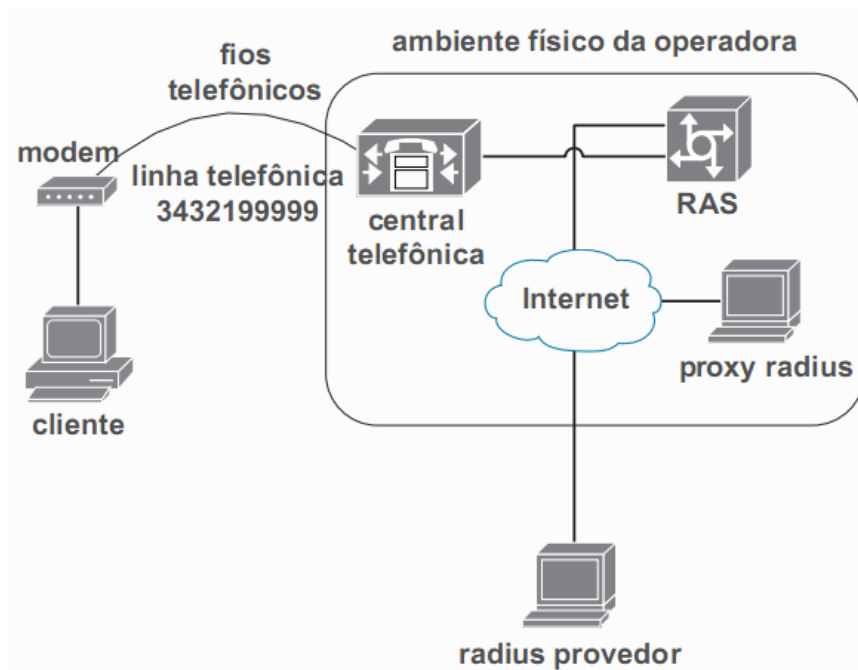 ambiente físico da operadora
fios
telefônicos
modem
linha telefônica
3432199999
central
telefônica
RAS
Internet
proxy radius
cliente
radius provedor